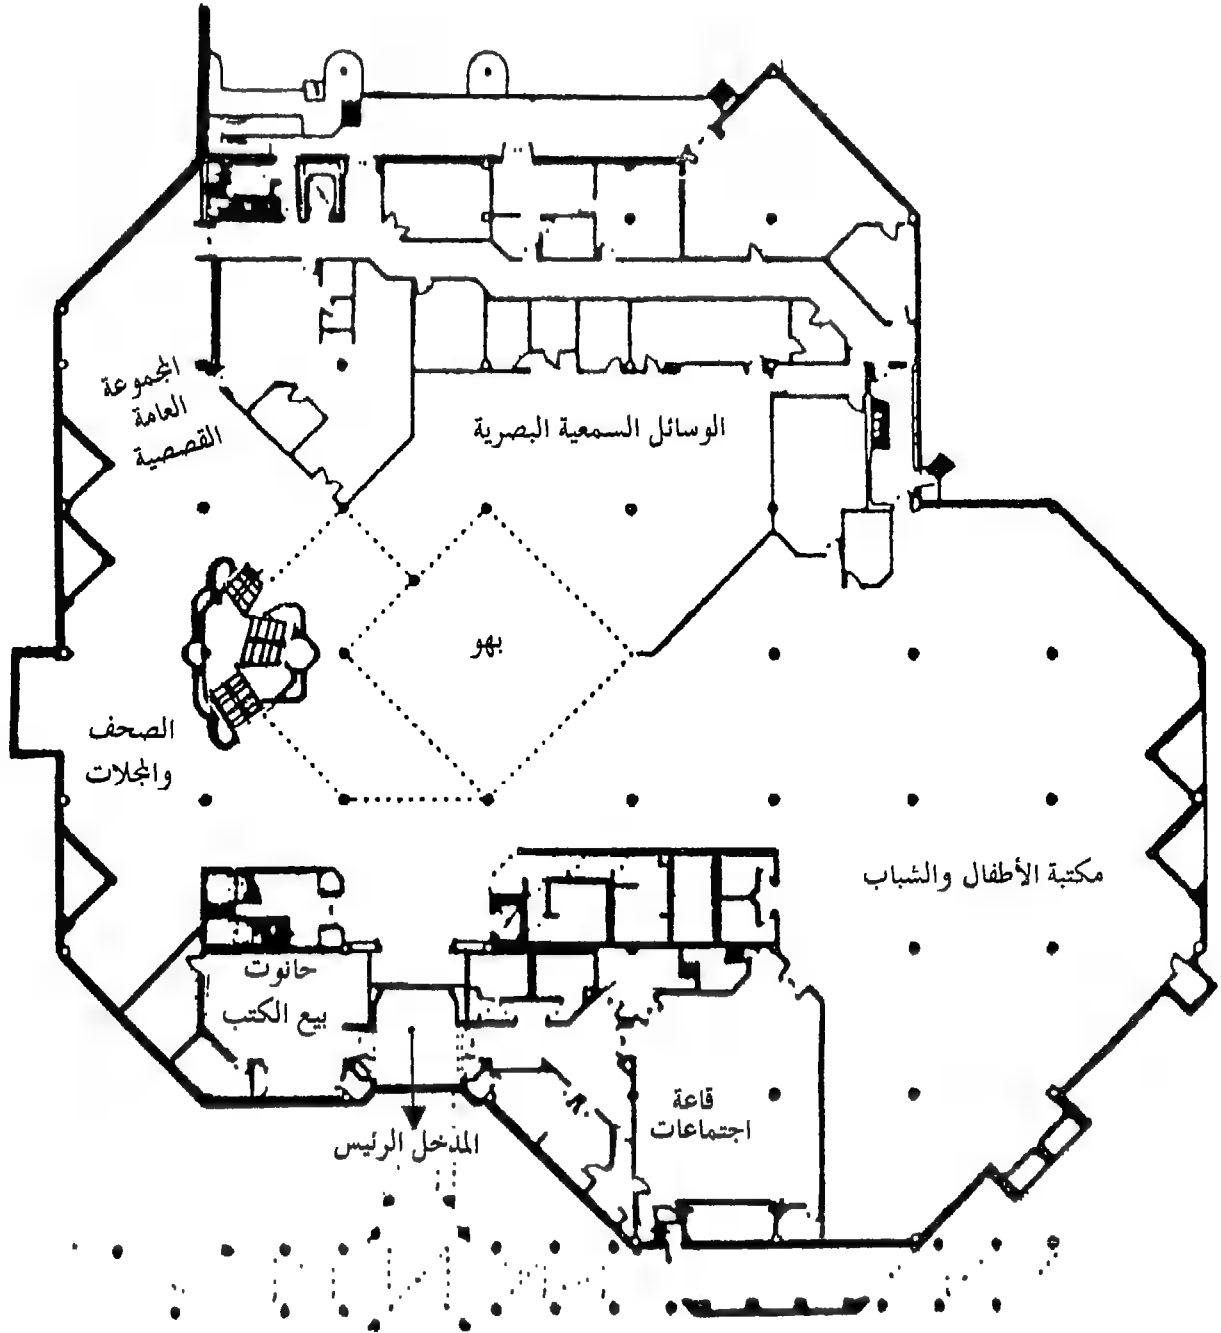 المجموعة
العامة
القصصية
الوسائل السمعية البصرية
بهو
الصحف
والمجلات
مكتبة الأطفال والشباب
حانوت
بيع الكتب
قاعة
اجتماعات
المدخل الرئيس